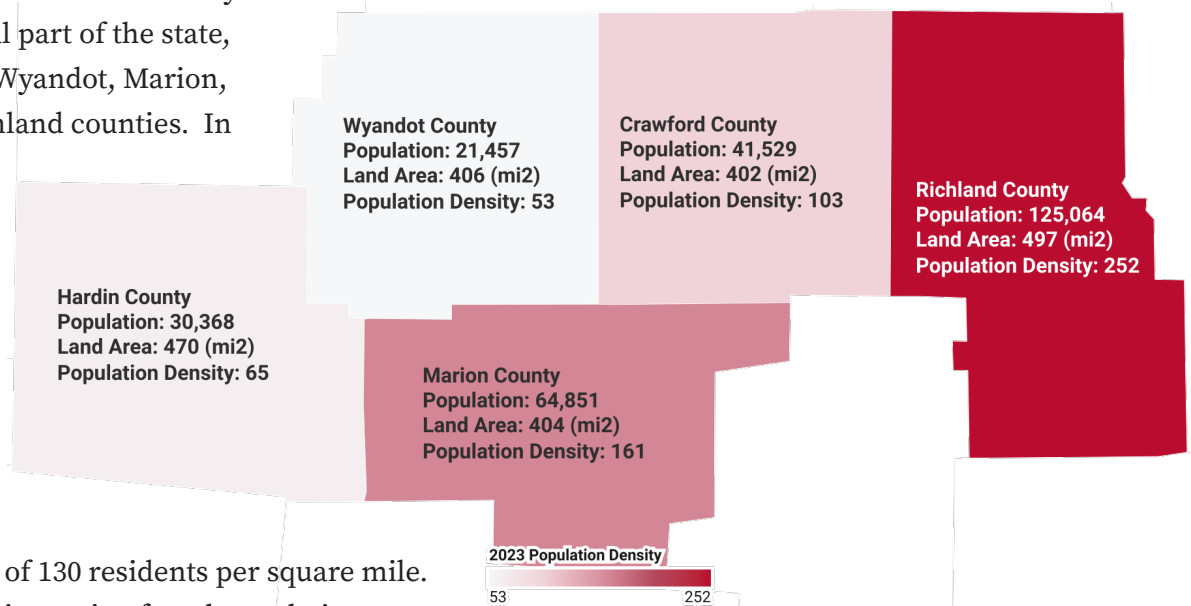 part of the state,
Wyandot, Marion,
counties. In
Wyandot County
Population: 21,457
Land Area: 406 (mi2)
Population Density: 53
Crawford County
Population: 41,529
Land Area: 402 (mi2)
Population Density: 103
Richland County
Population: 125,064
Land Area: 497 (mi2)
Population Density: 252
Hardin County
Population: 30,368
Land Area: 470 (mi2)
Population Density: 65
Marion County
Population: 64,851
Land Area: 404 (mi2)
Population Density: 161
of 130 residents per square mile.
2023 Population Density
53
252